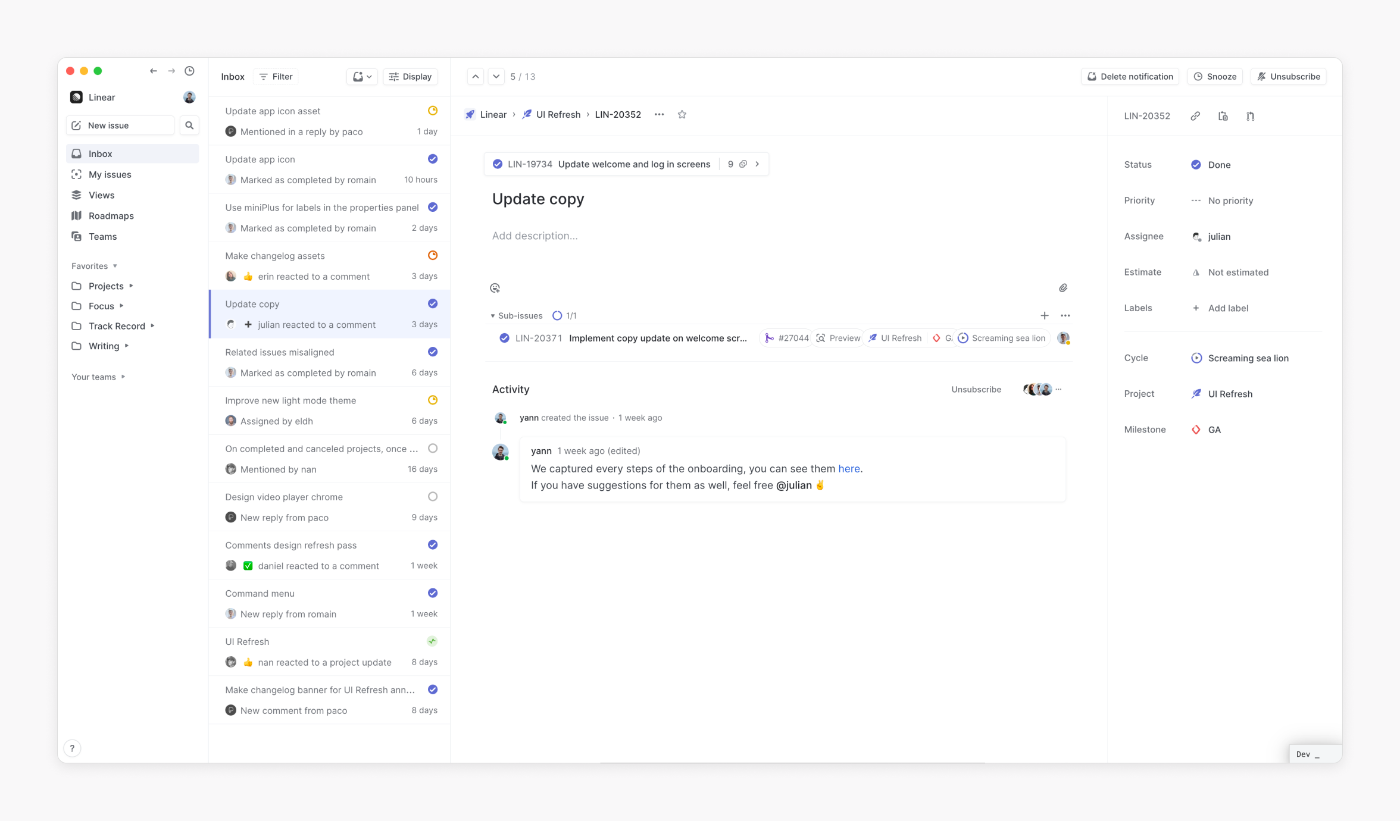 Linear
New issue
Inbox
My issues
Views
Roadmaps
Teams
Favorites
Projects
Focus
Track Record
Writing
Your teams
?
Inbox
Filter
Display
Update app icon asset
Mentioned in a reply by paco 1 day
Update app icon
Marked as completed by romain 10 hours
Use miniPlus for labels in the properties panel
Marked as completed by romain 2 days
Make changelog assets
👍 erin reacted to a comment 3 days
Update copy
➕ julian reacted to a comment 3 days
Related issues misaligned
Marked as completed by romain 6 days
Improve new light mode theme
Assigned by eldh 6 days
On completed and canceled projects, once ...
Mentioned by nan 16 days
Design video player chrome
New reply from paco 9 days
Comments design refresh pass
✅ daniel reacted to a comment 1 week
Command menu
New reply from romain 1 week
UI Refresh
👍 nan reacted to a project update 8 days
Make changelog banner for UI Refresh ann...
New comment from paco 8 days
5 / 13
Delete notification
Snooze
Unsubscribe
Linear › UI Refresh › LIN-20352 ···
LIN-19734 Update welcome and log in screens 9 ›
Update copy
Add description...
Sub-issues 1/1
LIN-20371 Implement copy update on welcome scr... #27044 Preview UI Refresh G. Screaming sea lion
Activity
Unsubscribe
yann created the issue · 1 week ago
yann 1 week ago (edited)
We captured every steps of the onboarding, you can see them here.
If you have suggestions for them as well, feel free @julian ✌️
LIN-20352
Status Done
Priority No priority
Assignee julian
Estimate Not estimated
Labels + Add label
Cycle Screaming sea lion
Project UI Refresh
Milestone GA
Dev _